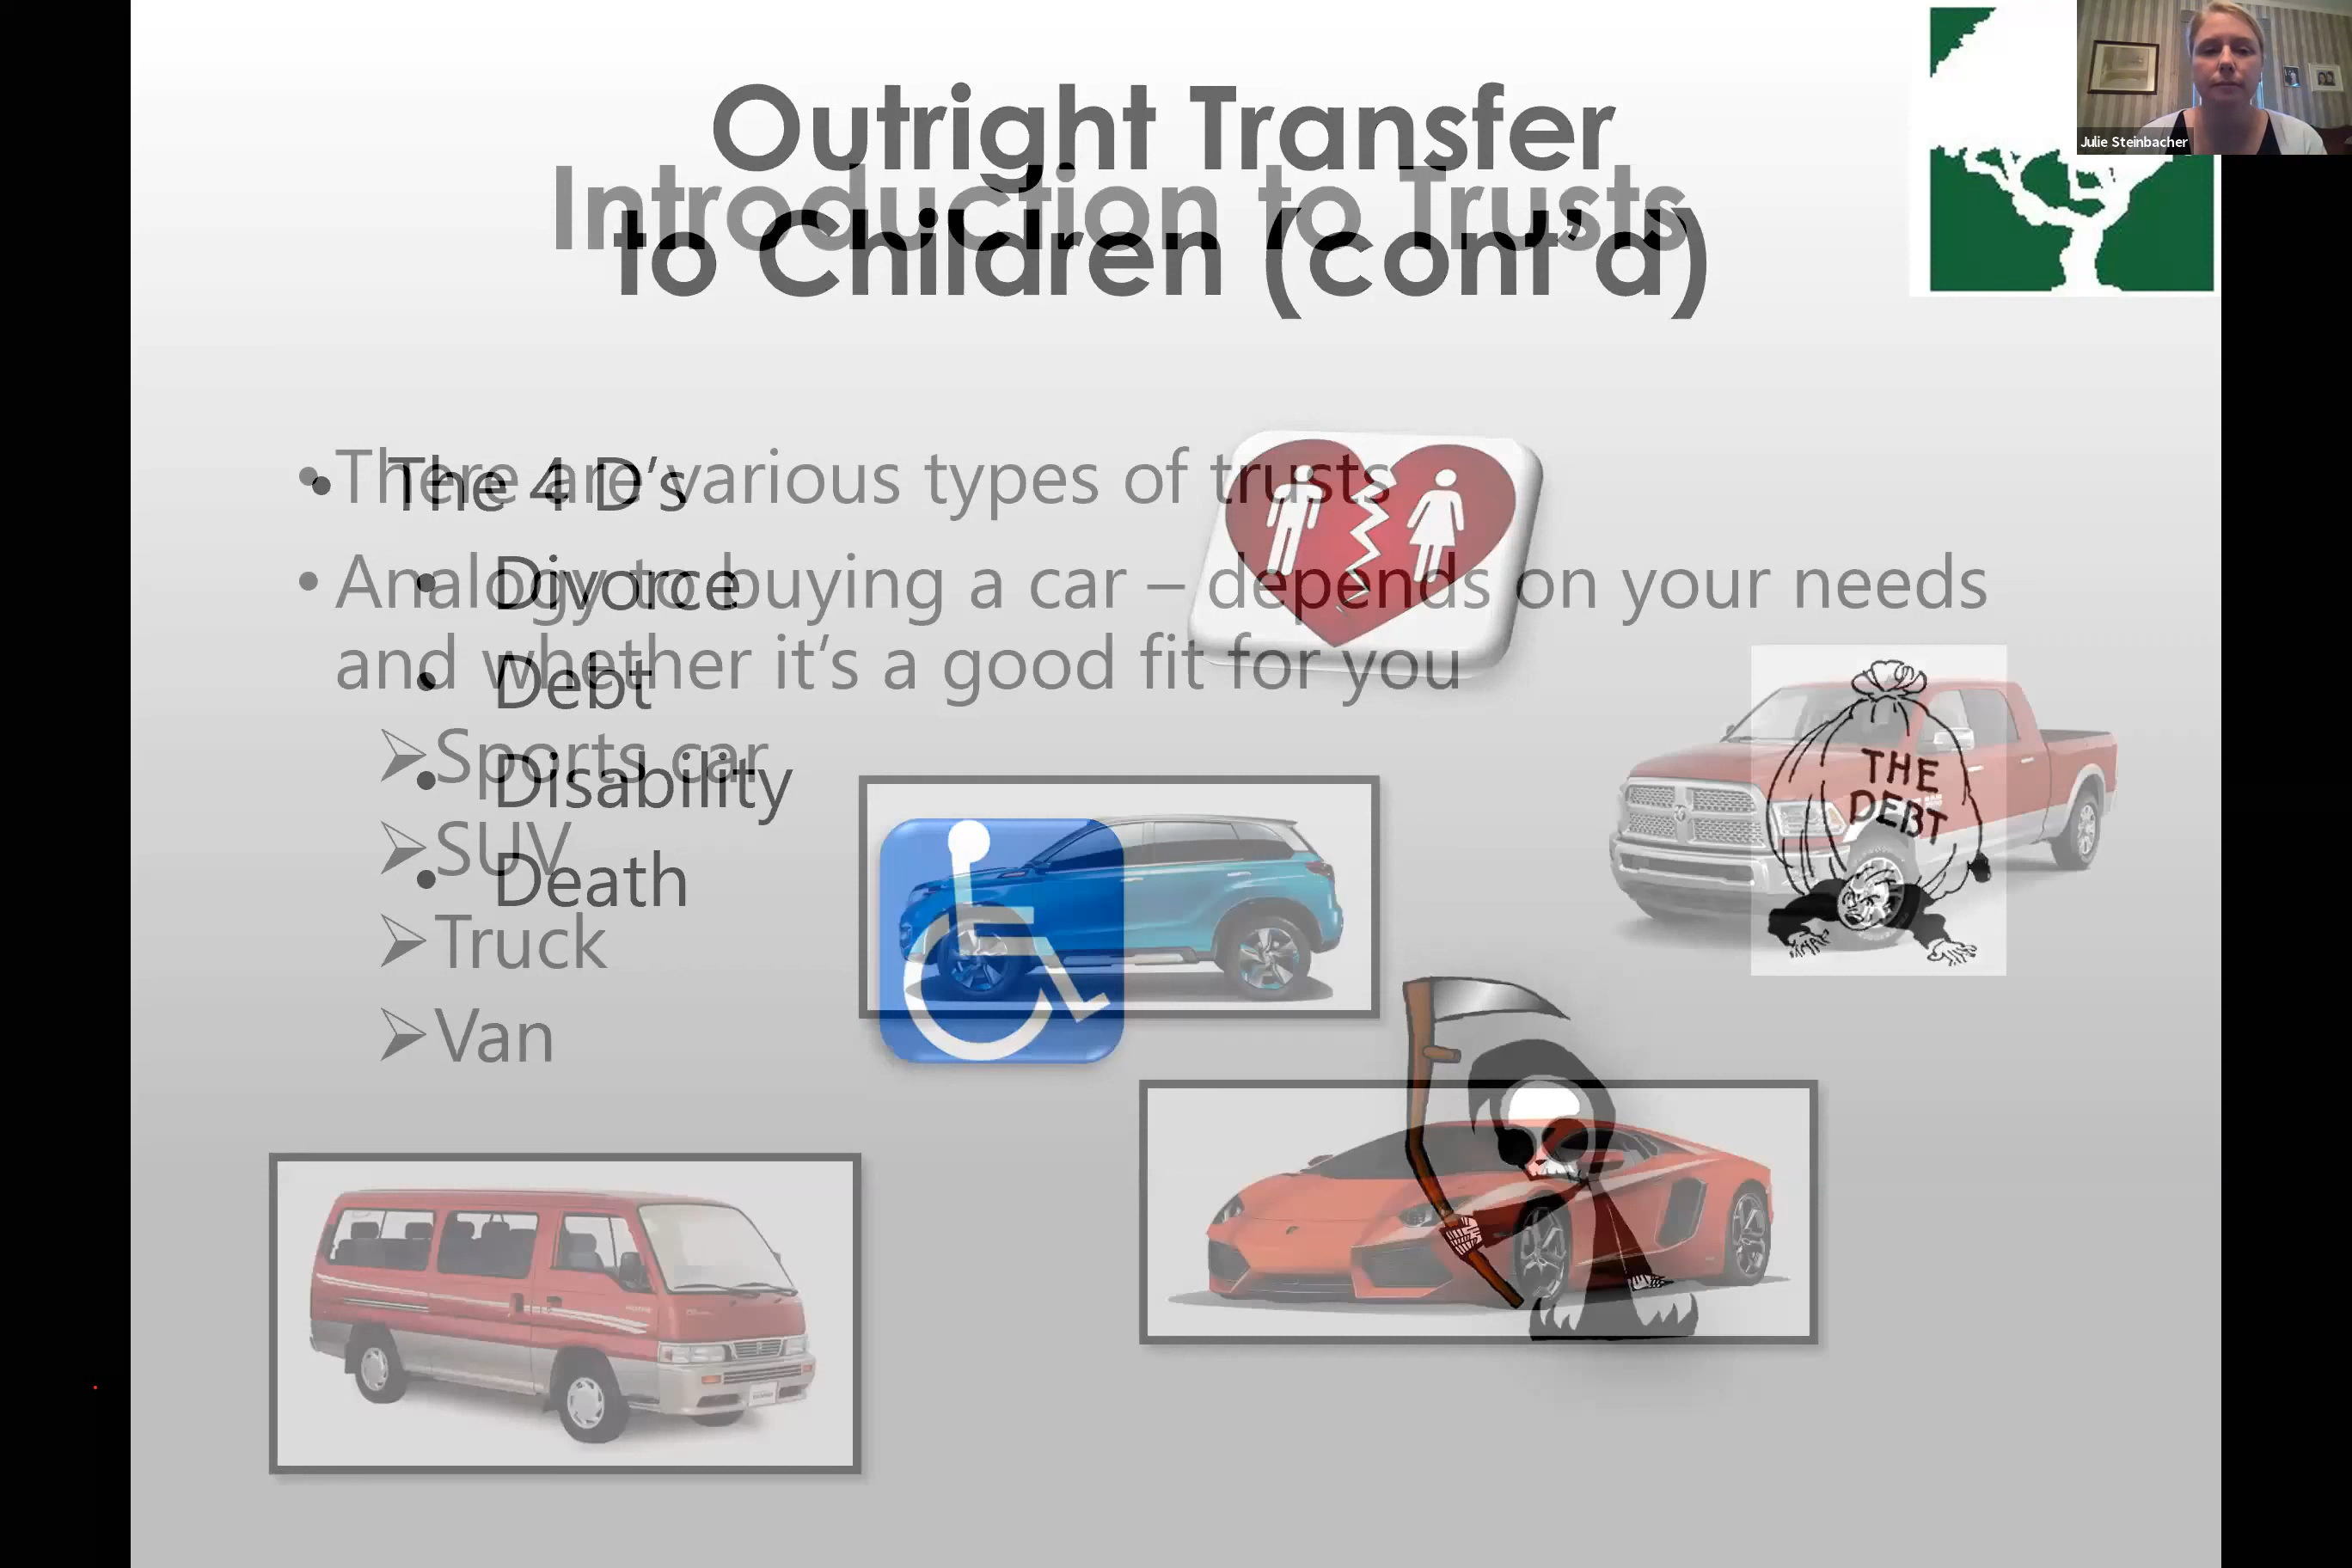 Outright Transfer
to Children (cont'd)
• The 4 D’s
• Divorce
• Debt
• Disability
• Death
Introduction to Trusts
• There are various types of trusts
• Analogy to buying a car – depends on your needs
and whether it’s a good fit for you
➢ Sports car
➢ SUV
➢ Truck
➢ Van
THE
DEBT
Julie Steinbacher